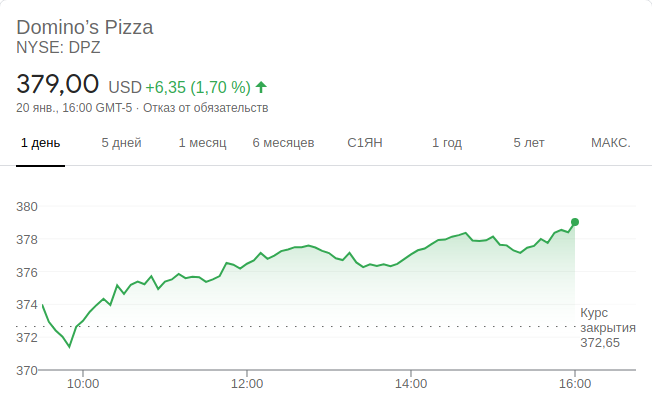 Domino’s Pizza
NYSE: DPZ
379,00 USD +6,35 (1,70 %)
20 янв., 16:00 GMT-5 · Отказ от обязательств
1 день 5 дней 1 месяц 6 месяцев С1ЯН 1 год 5 лет МАКС.
380
378
376
374
372
370
Курс
закрытия
372,65
10:00 12:00 14:00 16:00